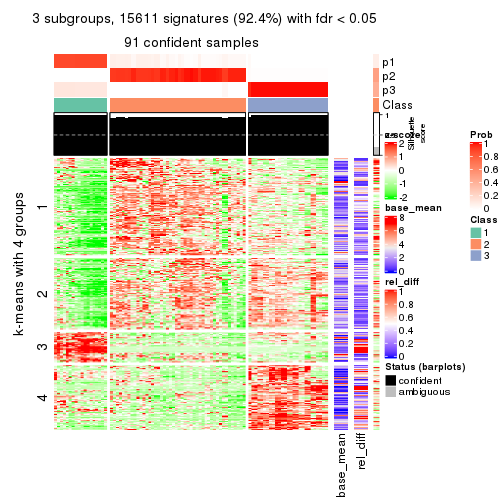 3 subgroups, 15611 signatures (92.4%) with fdr < 0.05
91 confident samples
p1
p2
p3
Class
1
0.5
0
Silhouette
score
k-means with 4 groups
1
2
3
4
base_mean
rel_diff
z-score
2
1
0
-1
-2
base_mean
8
6
4
2
0
rel_diff
1
0.8
0.6
0.4
0.2
0
Status (barplots)
confident
ambiguous
Prob
1
0.8
0.6
0.4
0.2
0
Class
1
2
3